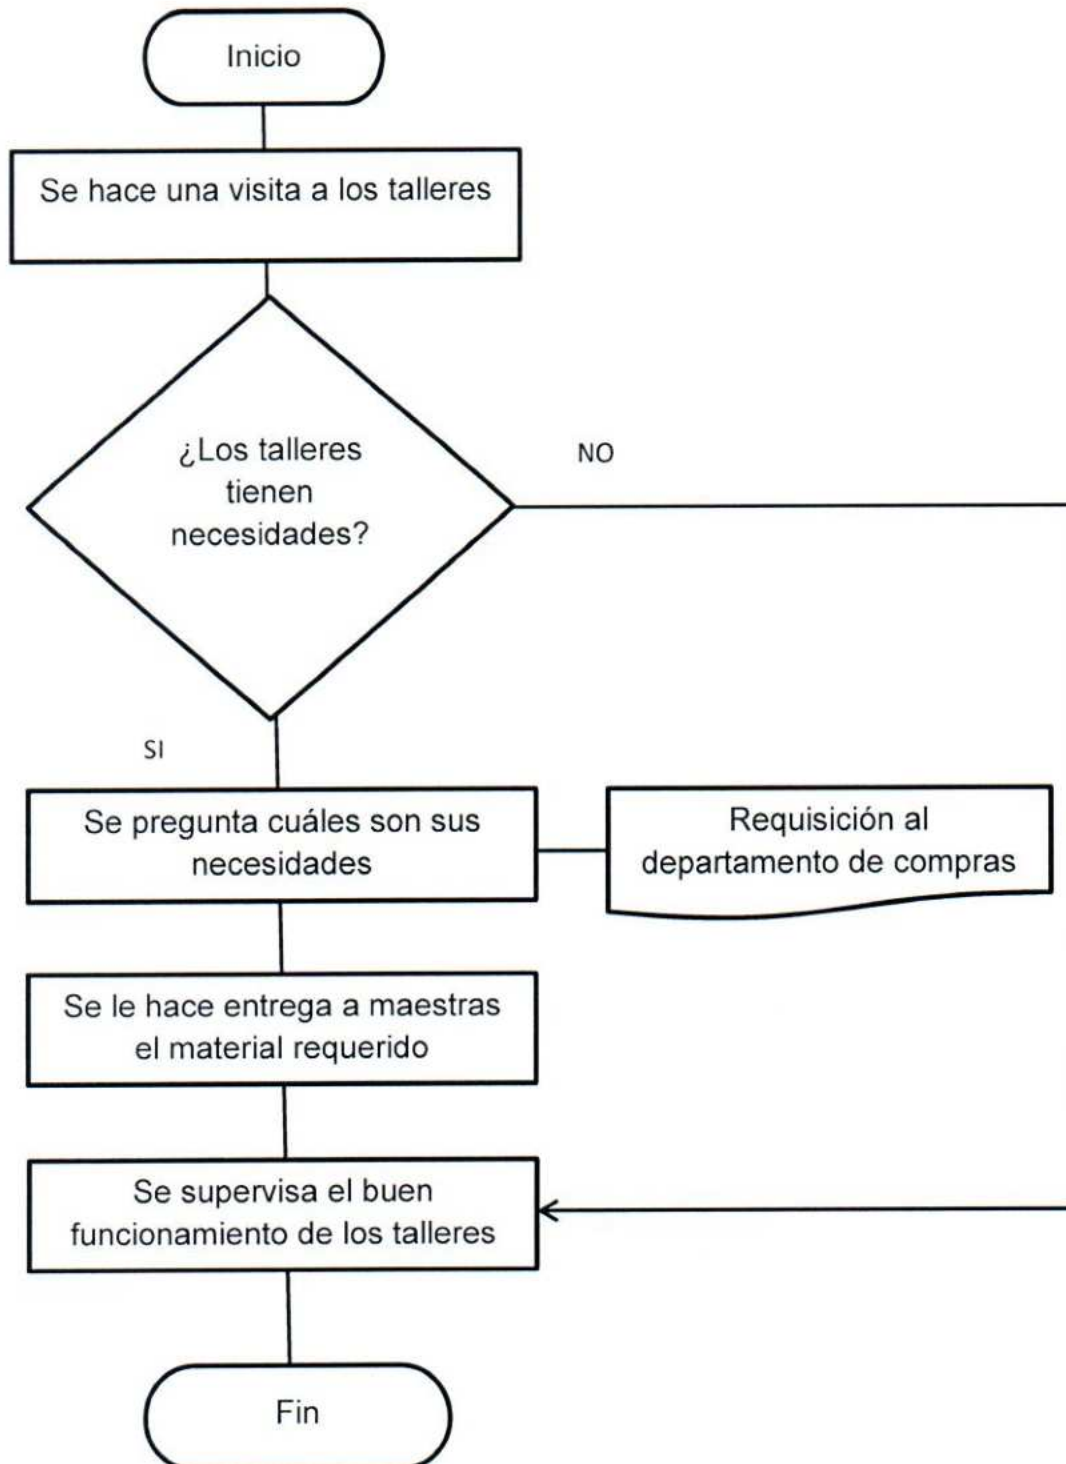 Inicio
Se hace una visita a los talleres
¿Los talleres
tienen
necesidades?
NO
SI
Se pregunta cuáles son sus
necesidades
Requisición al
departamento de compras
Se le hace entrega a maestras
el material requerido
Se supervisa el buen
funcionamiento de los talleres
Fin